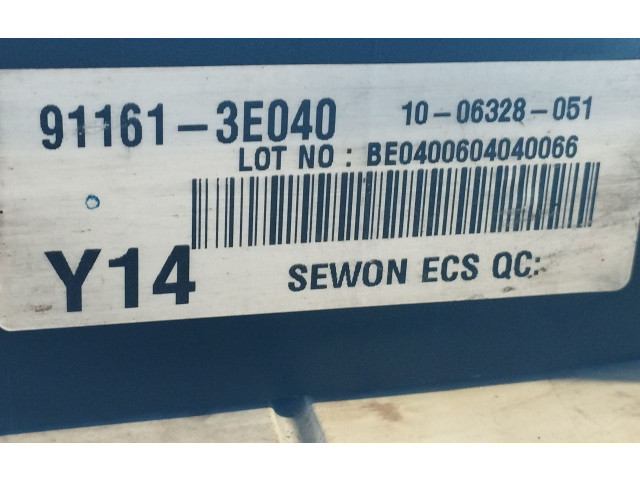 91161-3E040 10-06328-051
LOT NO : BE0400604040066
Y14 SEWON ECS QC: